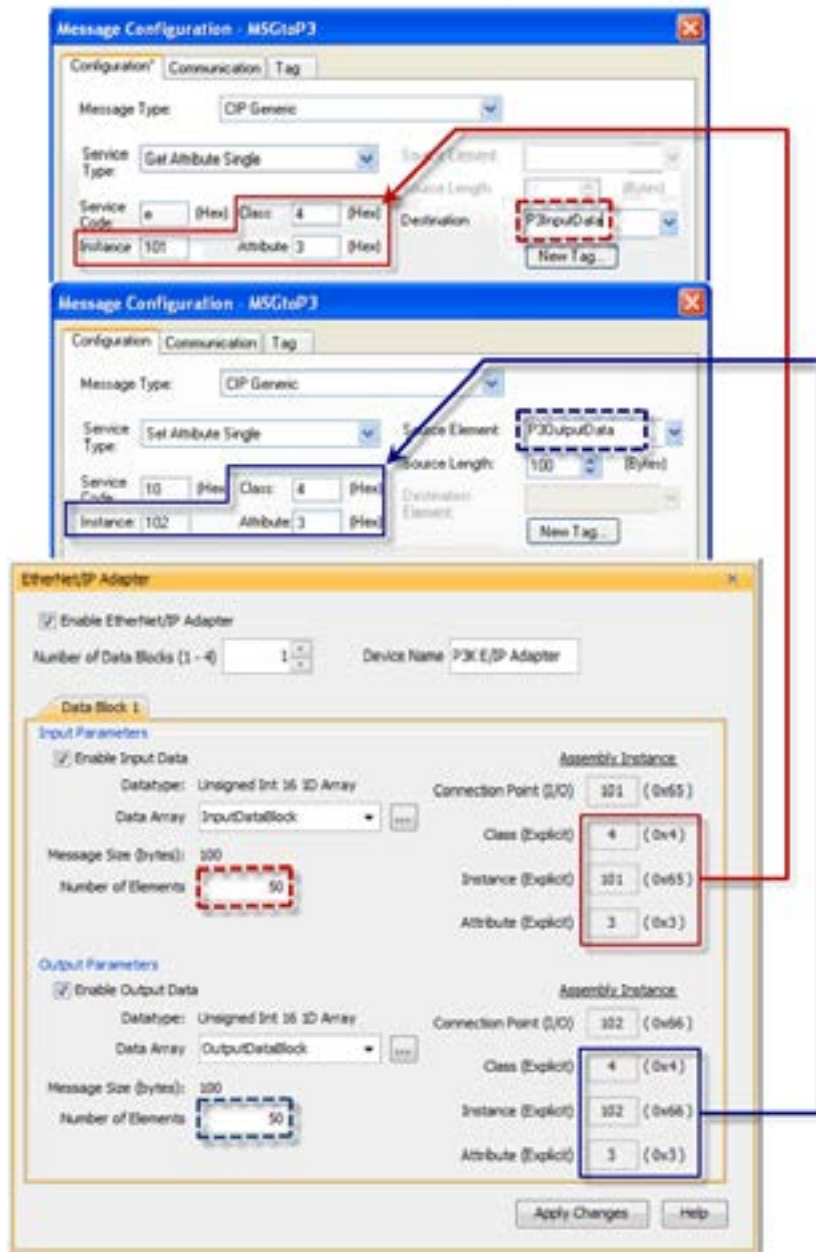 Message Configuration - MSGtoP3
Configuration* Communication Tag
Message Type: CIP Generic
Service Type: Get Attribute Single
Source Element:
Source Length: (Bytes)
Service Code: e (Hex) Class: 4 (Hex)
Destination P3InputData
Instance 101 Attribute 3 (Hex)
New Tag...
Message Configuration - MSGtoP3
Configuration Communication Tag
Message Type: CIP Generic
Service Type: Set Attribute Single
Source Element: P3OutputData
Source Length: 100 (Bytes)
Service Code: 10 (Hex) Class: 4 (Hex)
Destination Element:
Instance: 102 Attribute: 3 (Hex)
New Tag...
EtherNet/IP Adapter
Enable EtherNet/IP Adapter
Number of Data Blocks (1 - 4) 1 Device Name P3K E/IP Adapter
Data Block 1
Input Parameters
Enable Input Data
Assembly Instance
Datatype: Unsigned Int 16 1D Array
Connection Point (I/O) 101 (0x65)
Data Array InputDataBlock ...
Class (Explicit) 4 (0x4)
Message Size (bytes): 100
Number of Elements 50
Instance (Explicit) 101 (0x65)
Attribute (Explicit) 3 (0x3)
Output Parameters
Enable Output Data
Assembly Instance
Datatype: Unsigned Int 16 1D Array
Connection Point (I/O) 102 (0x66)
Data Array OutputDataBlock ...
Class (Explicit) 4 (0x4)
Message Size (bytes): 100
Number of Elements 50
Instance (Explicit) 102 (0x66)
Attribute (Explicit) 3 (0x3)
Apply Changes Help